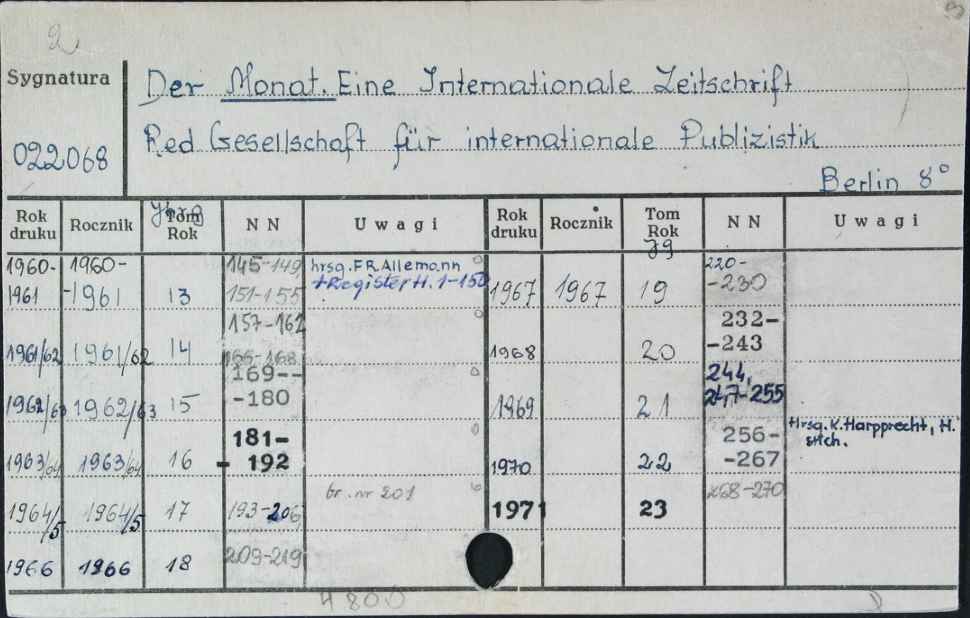 2
Sygnatura
Der Monat. Eine Internationale Zeitschrift
Red Gesellschaft für internationale Publizistik
022068
Berlin 8°
Rok druku Rocznik Jhrg Tom Rok N N Uwagi Rok druku Rocznik Tom Rok Jg N N Uwagi
1960- 1960- 145-149 hrsg. F.R. Allemann 220-
1961 -1961 13 151-155 +Register H. 1-150 1967 1967 19 -230
157-162 232-
1961/62 1961/62 14 166-168 1968 20 -243
169-- 244,
1962/63 1962/63 15 -180 1969 21 247-255
181- 256- Hrsg. K. Harpprecht, H.
1963/64 1963/64 16 - 192 1970 22 -267
br. nr 201 268-270
1964/5 1964/5 17 193-206 1971 23
1966 1966 18 209-219
4800